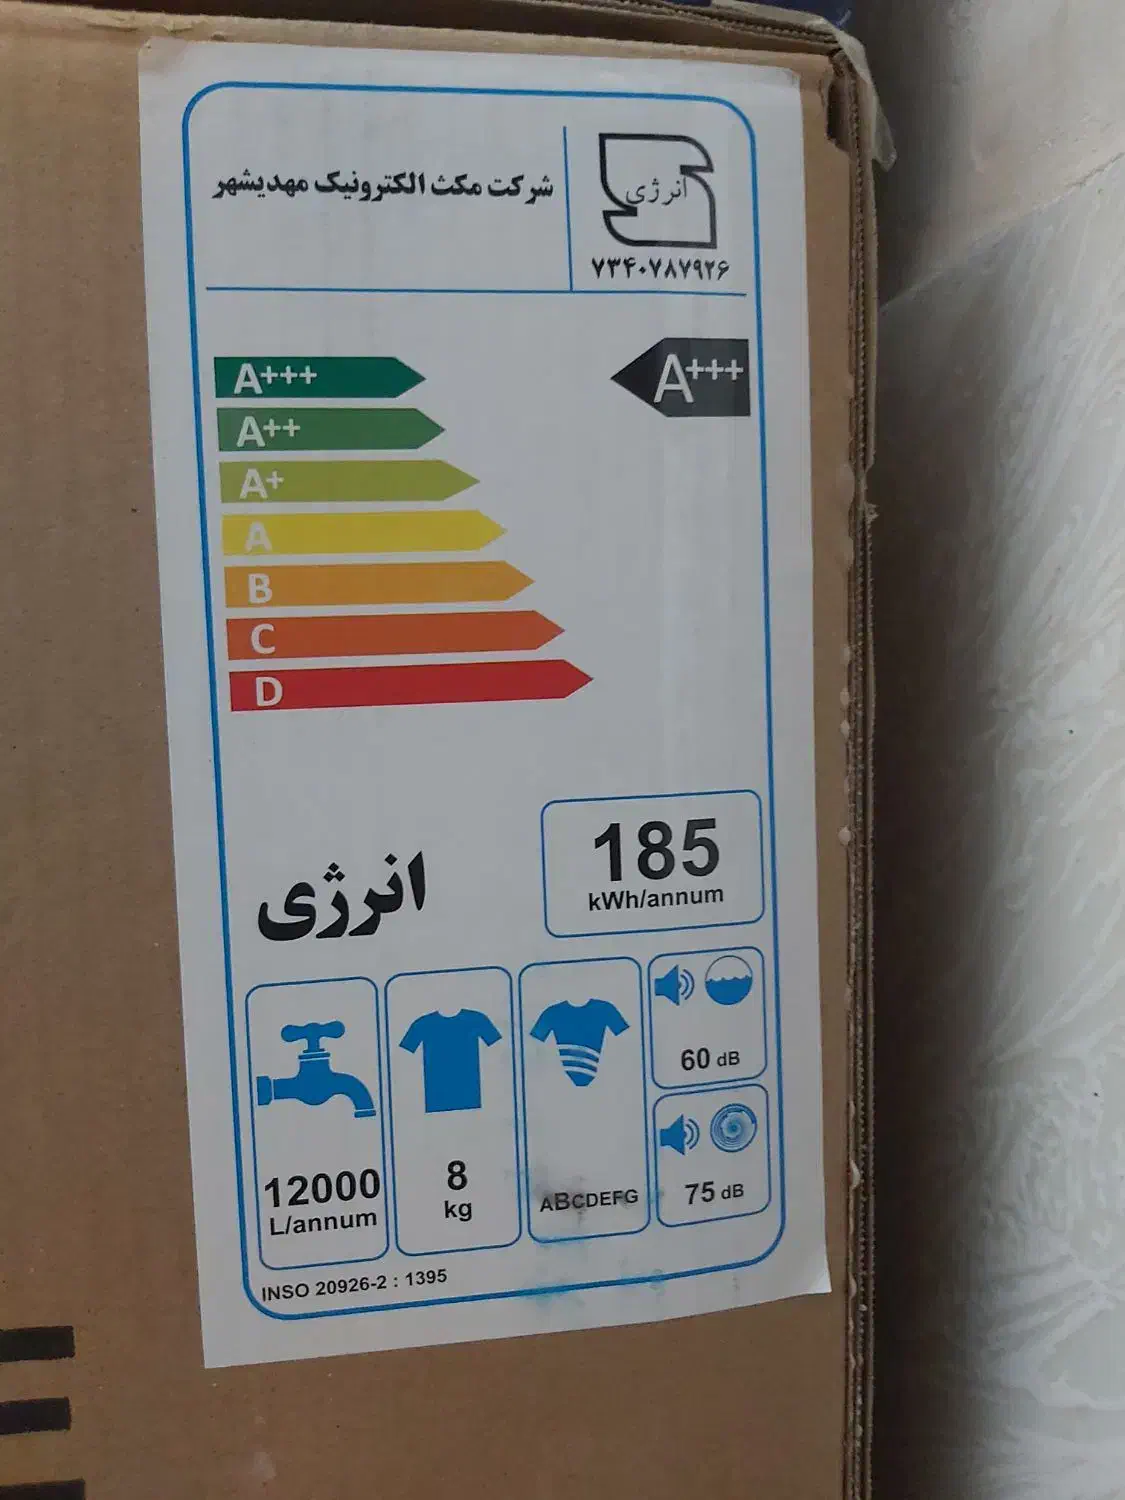 انرژی
۷۳۴۰۷۸۷۹۲۶
شرکت مکث الکترونیک مهدیشهر
A+++
A+++
A++
A+
A
B
C
D
185
kWh/annum
انرژی
12000
L/annum
8
kg
ABCDEFG
60 dB
75 dB
INSO 20926-2 : 1395